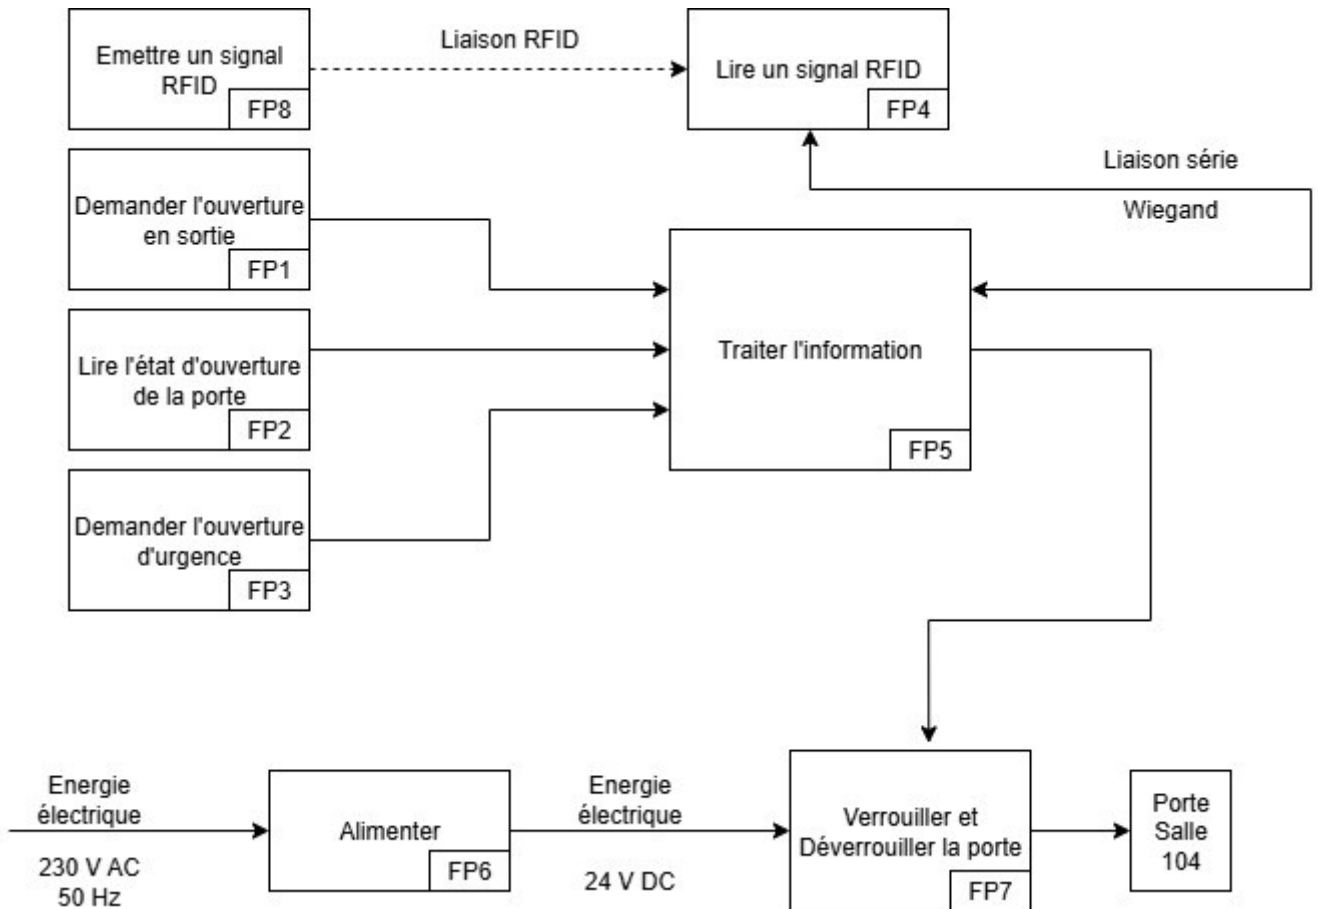 Emettre un signal
RFID
FP8
Liaison RFID
Lire un signal RFID
FP4
Liaison série
Wiegand
Demander l'ouverture
en sortie
FP1
Lire l'état d'ouverture
de la porte
FP2
Demander l'ouverture
d'urgence
FP3
Traiter l'information
FP5
Energie
électrique
230 V AC
50 Hz
Alimenter
FP6
Energie
électrique
24 V DC
Verrouiller et
Déverrouiller la porte
FP7
Porte
Salle
104